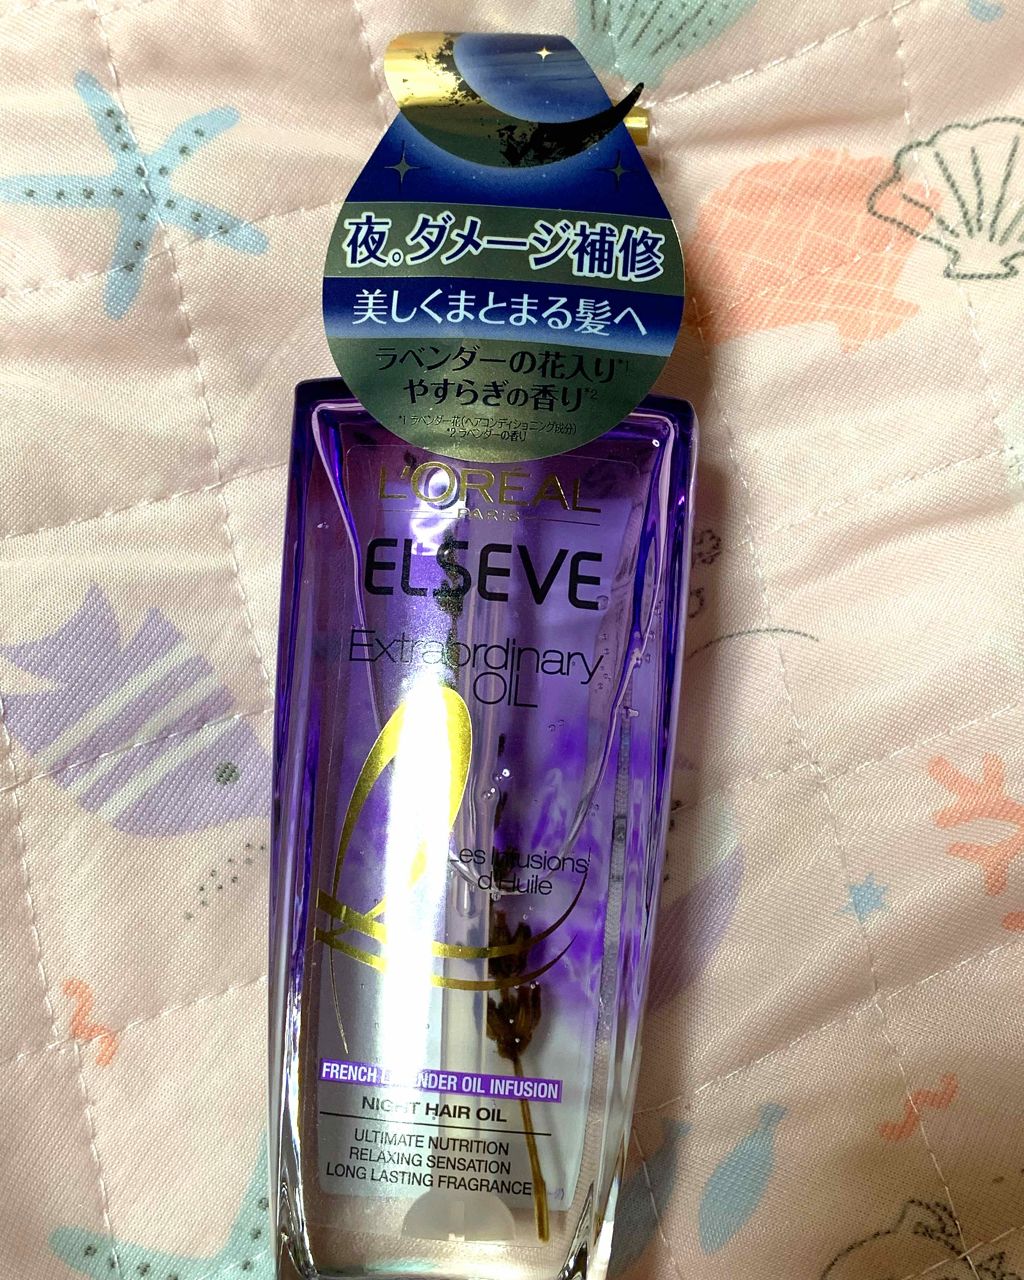 夜。ダメージ補修
美しくまとまる髪へ
ラベンダーの花入り*1
やすらぎの香り*2
*1 ラベンダー花(ヘアコンディショニング成分)
*2 ラベンダーの香り
L'ORÉAL
PARIS
ELSEVE
Extraordinary
OIL
Les Infusions
d'Huile
FRENCH LAVENDER OIL INFUSION
NIGHT HAIR OIL
ULTIMATE NUTRITION
RELAXING SENSATION
LONG LASTING FRAGRANCE